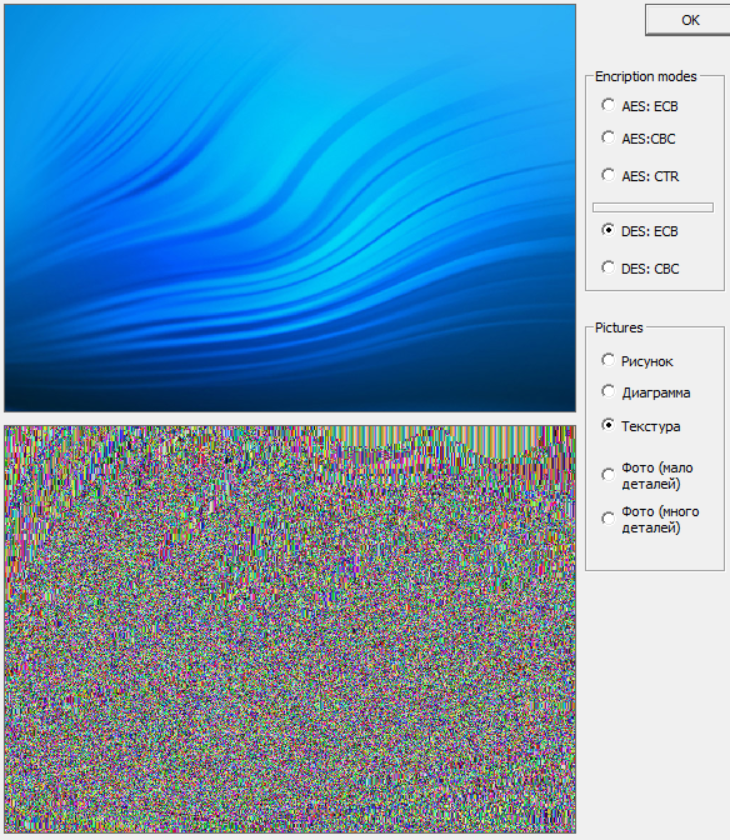 OK
Encription modes
AES: ECB
AES:CBC
AES: CTR
DES: ECB
DES: CBC
Pictures
Рисунок
Диаграмма
Текстура
Фото (мало
деталей)
Фото (много
деталей)